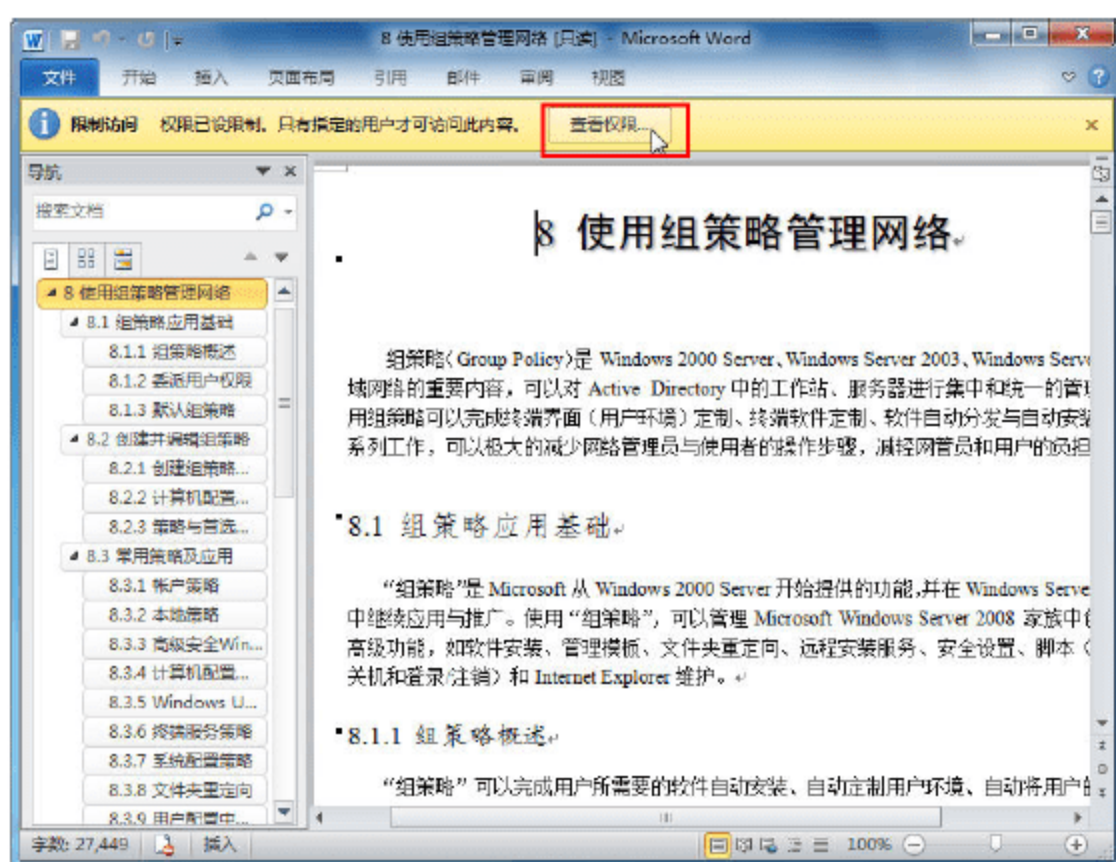 8 使用组策略管理网络 [只读] - Microsoft Word
文件 开始 插入 页面布局 引用 邮件 审阅 视图
限制访问 权限已设限制。只有指定的用户才可访问此内容。 查看权限...
导航
搜索文档
8 使用组策略管理网络
8.1 组策略应用基础
8.1.1 组策略概述
8.1.2 委派用户权限
8.1.3 默认组策略
8.2 创建并编辑组策略
8.2.1 创建组策略...
8.2.2 计算机配置...
8.2.3 策略与首选...
8.3 常用策略及应用
8.3.1 帐户策略
8.3.2 本地策略
8.3.3 高级安全Win...
8.3.4 计算机配置...
8.3.5 Windows U...
8.3.6 终端服务策略
8.3.7 系统配置策略
8.3.8 文件夹重定向
8.3.9 用户配置中...
8 使用组策略管理网络
组策略(Group Policy)是 Windows 2000 Server、Windows Server 2003、Windows Serve
域网络的重要内容，可以对 Active Directory 中的工作站、服务器进行集中和统一的管理
用组策略可以完成终端界面（用户环境）定制、终端软件定制、软件自动分发与自动安装
系列工作，可以极大的减少网络管理员与使用者的操作步骤，减轻网管员和用户的负担
8.1 组策略应用基础
“组策略”是 Microsoft 从 Windows 2000 Server 开始提供的功能,并在 Windows Serve
中继续应用与推广。使用“组策略”，可以管理 Microsoft Windows Server 2008 家族中
高级功能，如软件安装、管理模板、文件夹重定向、远程安装服务、安全设置、脚本（
关机和登录/注销）和 Internet Explorer 维护。
8.1.1 组策略概述
“组策略” 可以完成用户所需要的软件自动安装、自动定制用户环境、自动将用户
字数: 27,449 插入 100%